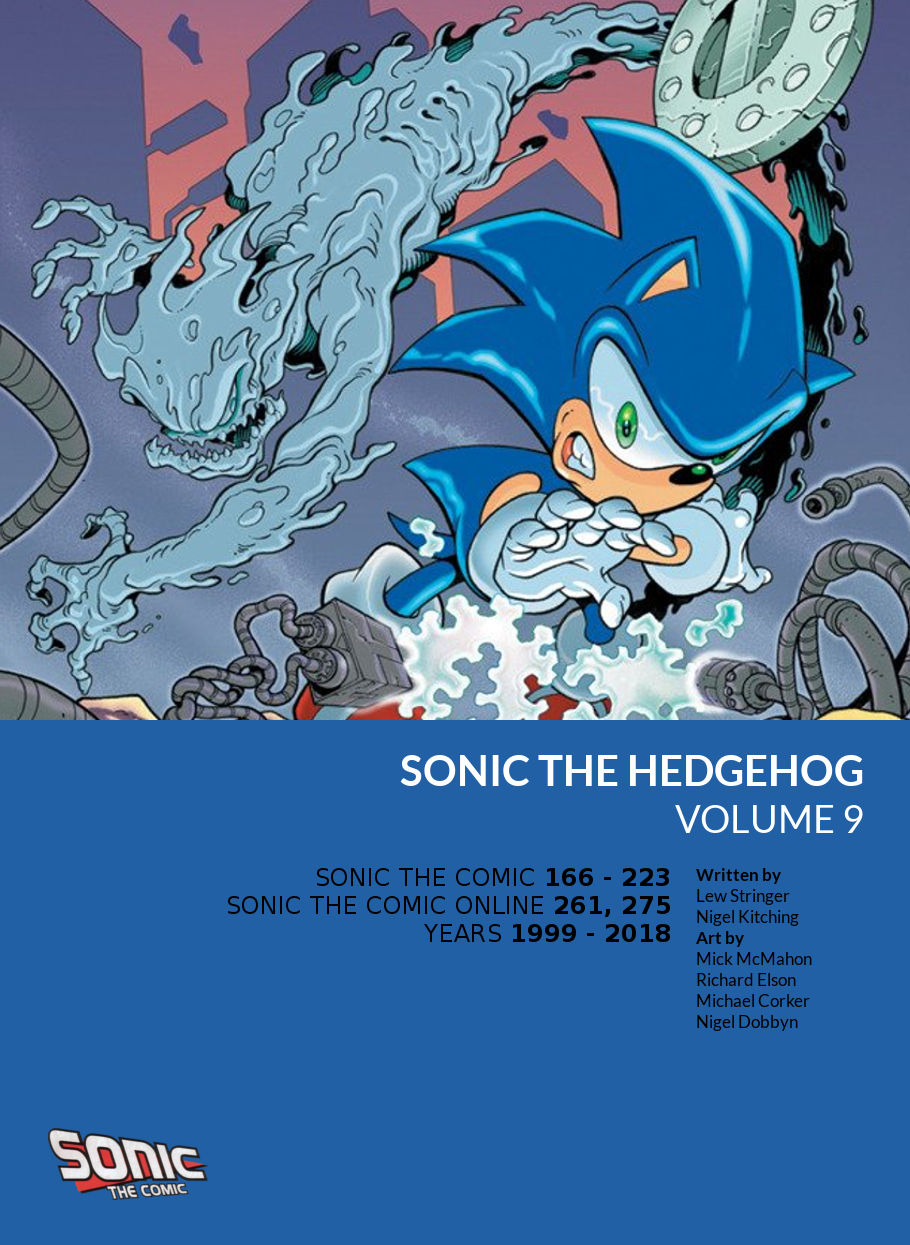 SONIC THE HEDGEHOG
VOLUME 9
SONIC THE COMIC 166 - 223
SONIC THE COMIC ONLINE 261, 275
YEARS 1999 - 2018
Written by
Lew Stringer
Nigel Kitching
Art by
Mick McMahon
Richard Elson
Michael Corker
Nigel Dobbyn
SONIC
THE COMIC